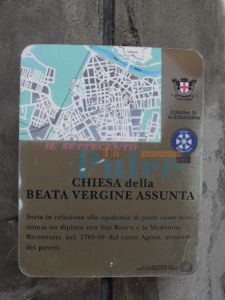 COMUNE DI
ALESSANDRIA
IL SETTECENTO
CHIESA della
BEATA VERGINE ASSUNTA
Sorta in relazione alle epidemie di peste come testi-
monia un dipinto con San Rocco e la Madonna.
Ricostruita nel 1789-90 dal conte Agosti, avvocato
dei poveri.